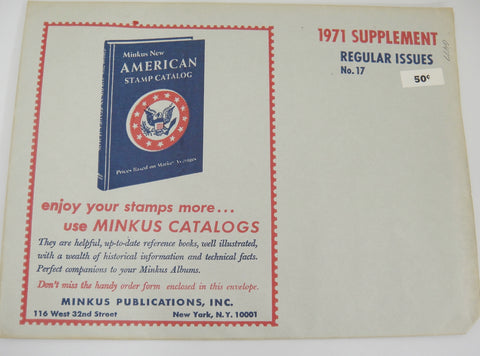 Minkus New
AMERICAN
STAMP CATALOG
Prices Based on Market Averages
enjoy your stamps more...
use MINKUS CATALOGS
They are helpful, up-to-date reference books, well illustrated,
with a wealth of historical information and technical facts.
Perfect companions to your Minkus Albums.
Don't miss the handy order form enclosed in this envelope.
MINKUS PUBLICATIONS, INC.
116 West 32nd Street New York, N.Y. 10001
1971 SUPPLEMENT
REGULAR ISSUES
No. 17
50¢